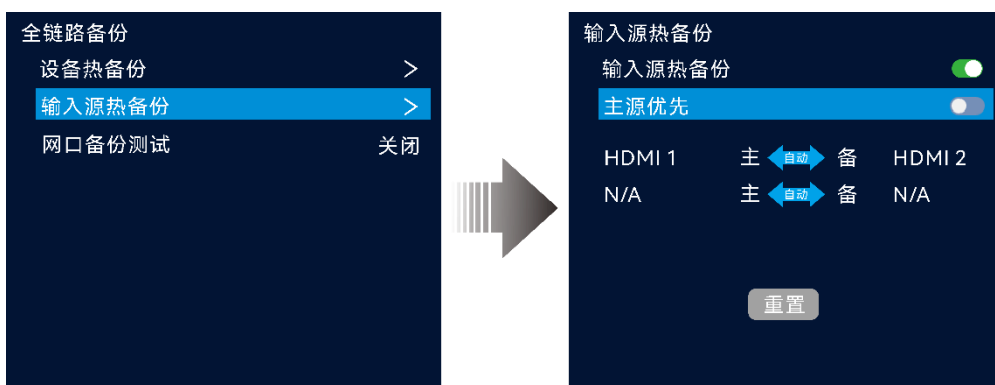 全链路备份
设备热备份 >
输入源热备份 >
网口备份测试 关闭
输入源热备份
输入源热备份
主源优先
HDMI 1 主 自动 备 HDMI 2
N/A 主 自动 备 N/A
重置